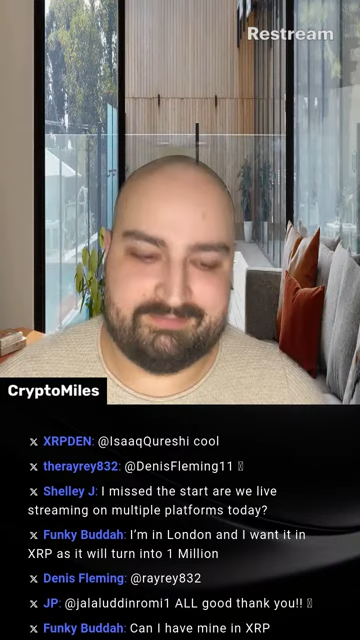 Restream
CryptoMiles
X XRPDEN: @IsaaqQureshi cool
X therayrey832: @DenisFleming11
X Shelley J: I missed the start are we live
streaming on multiple platforms today?
X Funky Buddah: I’m in London and I want it in
XRP as it will turn into 1 Million
X Denis Fleming: @rayrey832
X JP: @jalaluddinromi1 ALL good thank you!!
X Funky Buddah: Can I have mine in XRP